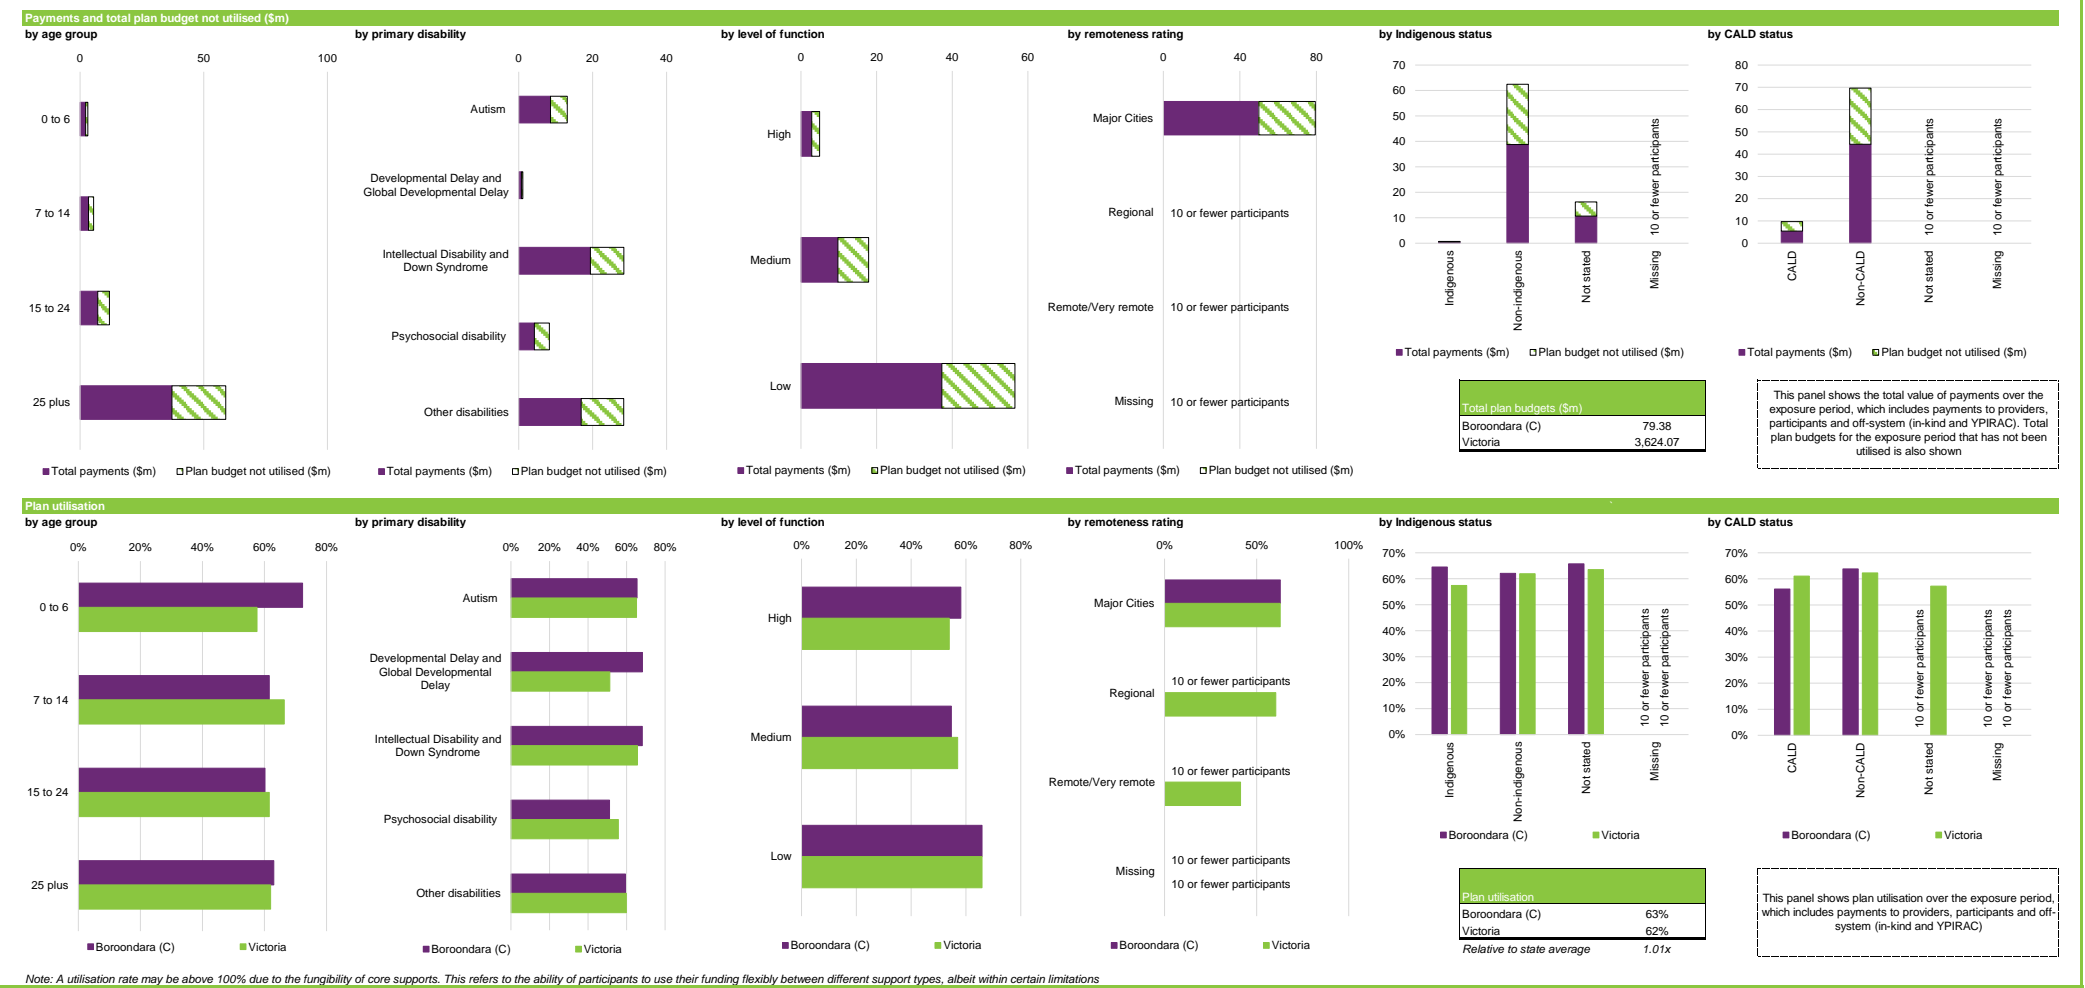 Payments and total plan budget not utilised ($m)
by age group
0
50
100
0 to 6
7 to 14
15 to 24
25 plus
Total payments ($m)
Plan budget not utilised ($m)
by primary disability
0
20
40
Autism
Developmental Delay and
Global Developmental Delay
Intellectual Disability and
Down Syndrome
Psychosocial disability
Other disabilities
Total payments ($m)
Plan budget not utilised ($m)
by level of function
0
20
40
60
High
Medium
Low
Total payments ($m)
Plan budget not utilised ($m)
by remoteness rating
0
40
80
Major Cities
Regional
10 or fewer participants
Remote/Very remote
10 or fewer participants
Missing
10 or fewer participants
Total payments ($m)
Plan budget not utilised ($m)
by Indigenous status
70
60
50
40
30
20
10
0
10 or fewer participants
Indigenous
Non-indigenous
Not stated
Missing
Total payments ($m)
Plan budget not utilised ($m)
by CALD status
80
70
60
50
40
30
20
10
0
10 or fewer participants
10 or fewer participants
CALD
Non-CALD
Not stated
Missing
Total payments ($m)
Plan budget not utilised ($m)
Total plan budgets ($m)
Boroondara (C) 79.38
Victoria 3,624.07
This panel shows the total value of payments over the
exposure period, which includes payments to providers,
participants and off-system (in-kind and YPIRAC). Total
plan budgets for the exposure period that has not been
utilised is also shown
Plan utilisation
by age group
0%
20%
40%
60%
80%
0 to 6
7 to 14
15 to 24
25 plus
Boroondara (C)
Victoria
by primary disability
0%
20%
40%
60%
80%
Autism
Developmental Delay and
Global Developmental
Delay
Intellectual Disability and
Down Syndrome
Psychosocial disability
Other disabilities
Boroondara (C)
Victoria
by level of function
0%
20%
40%
60%
80%
High
Medium
Low
Boroondara (C)
Victoria
by remoteness rating
0%
50%
100%
Major Cities
Regional
10 or fewer participants
Remote/Very remote
10 or fewer participants
Missing
10 or fewer participants
10 or fewer participants
Boroondara (C)
Victoria
by Indigenous status
70%
60%
50%
40%
30%
20%
10%
0%
10 or fewer participants
10 or fewer participants
Indigenous
Non-indigenous
Not stated
Missing
Boroondara (C)
Victoria
by CALD status
70%
60%
50%
40%
30%
20%
10%
0%
10 or fewer participants
10 or fewer participants
10 or fewer participants
CALD
Non-CALD
Not stated
Missing
Boroondara (C)
Victoria
Plan utilisation
Boroondara (C) 63%
Victoria 62%
Relative to state average 1.01x
This panel shows plan utilisation over the exposure period,
which includes payments to providers, participants and off-
system (in-kind and YPIRAC)
Note: A utilisation rate may be above 100% due to the fungibility of core supports. This refers to the ability of participants to use their funding flexibly between different support types, albeit within certain limitations